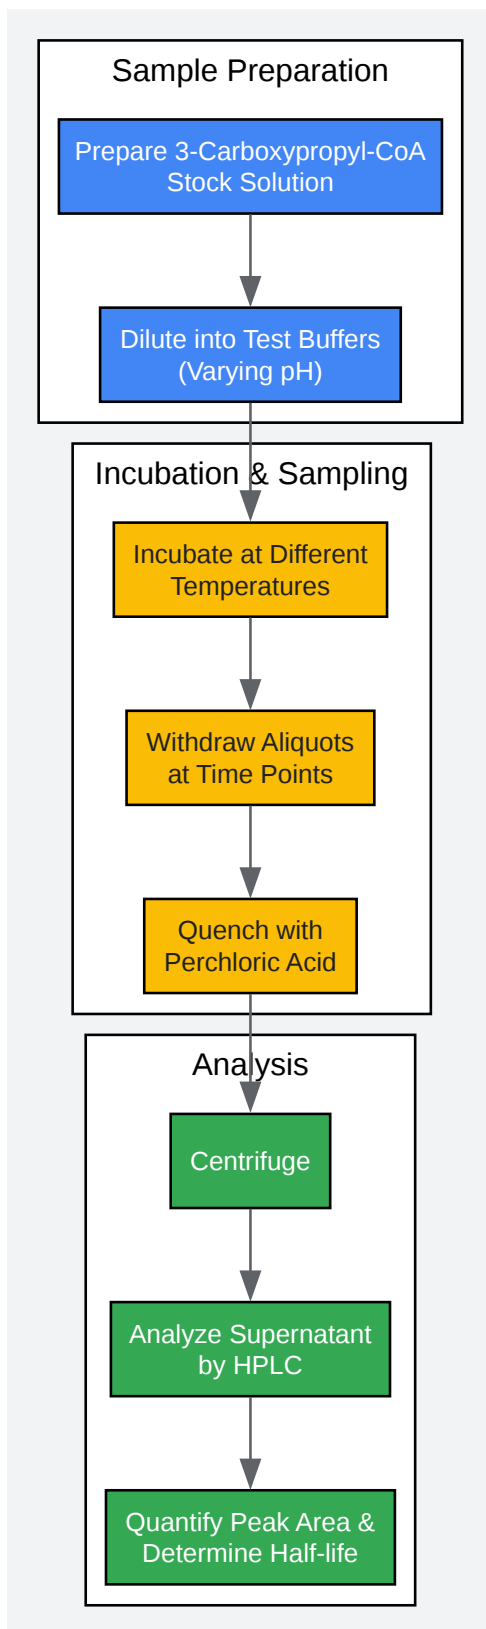 Sample Preparation
Prepare 3-Carboxypropyl-CoA
Stock Solution
Dilute into Test Buffers
(Varying pH)
Incubation & Sampling
Incubate at Different
Temperatures
Withdraw Aliquots
at Time Points
Quench with
Perchloric Acid
Analysis
Centrifuge
Analyze Supernatant
by HPLC
Quantify Peak Area &
Determine Half-life